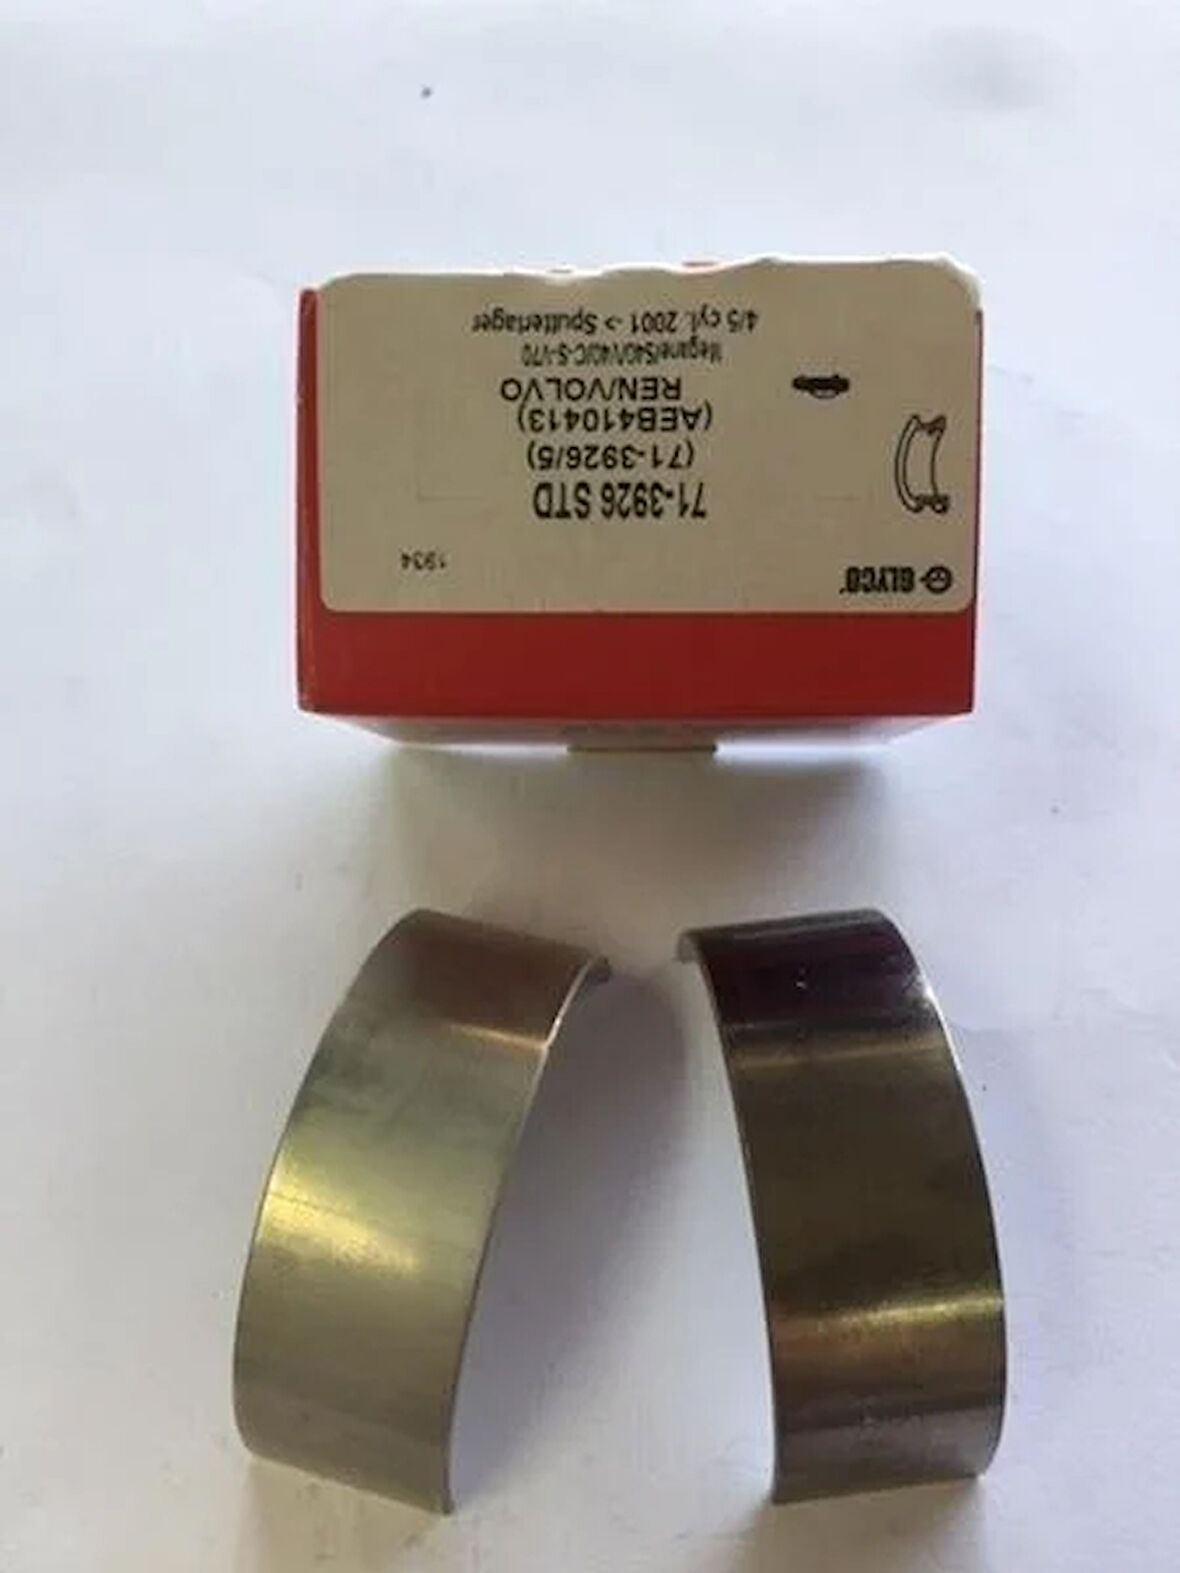 GLYCO
1934
71-3926 STD
(71-3926/5)
(AEB410413)
REN/VOLVO
Megane/S40/V40/C-S-V70
4/5 cyl. 2001 -> Sputterlager